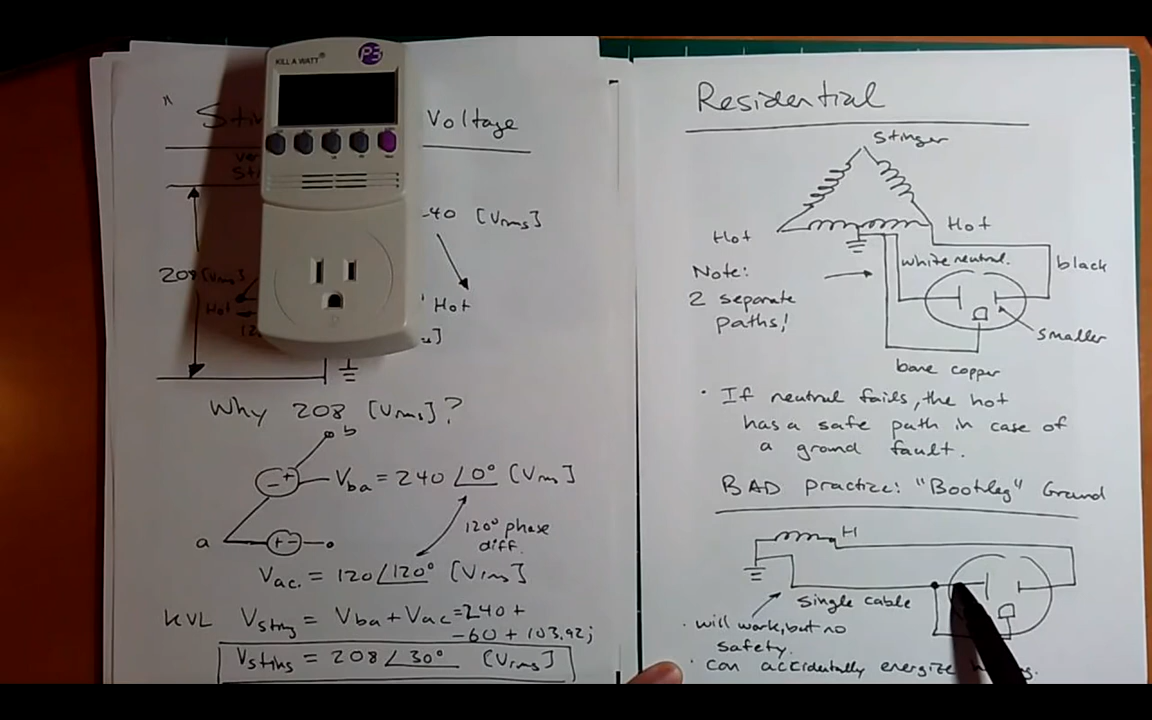 KILL A WATT®
P3
Voltage
240 [Vrms]
208 [Vrms]
Hot
Hot
Why 208 [Vrms]?
b
Vba = 240 ∠0° [Vrms]
a
120° phase
diff.
Vac = 120 ∠120° [Vrms]
KVL Vstng = Vba + Vac = 240 +
-60 + 103.92j
Vsting = 208 ∠30° [Vrms]
Residential
Stinger
Hot
Hot
white neutral.
black
Note:
2 separate
paths!
smaller
bare copper
· If neutral fails, the hot
has a safe path in case of
a ground fault.
BAD practice: "Bootleg" Ground
H
Single cable
· will work, but no
safety.
· can accidentally energize